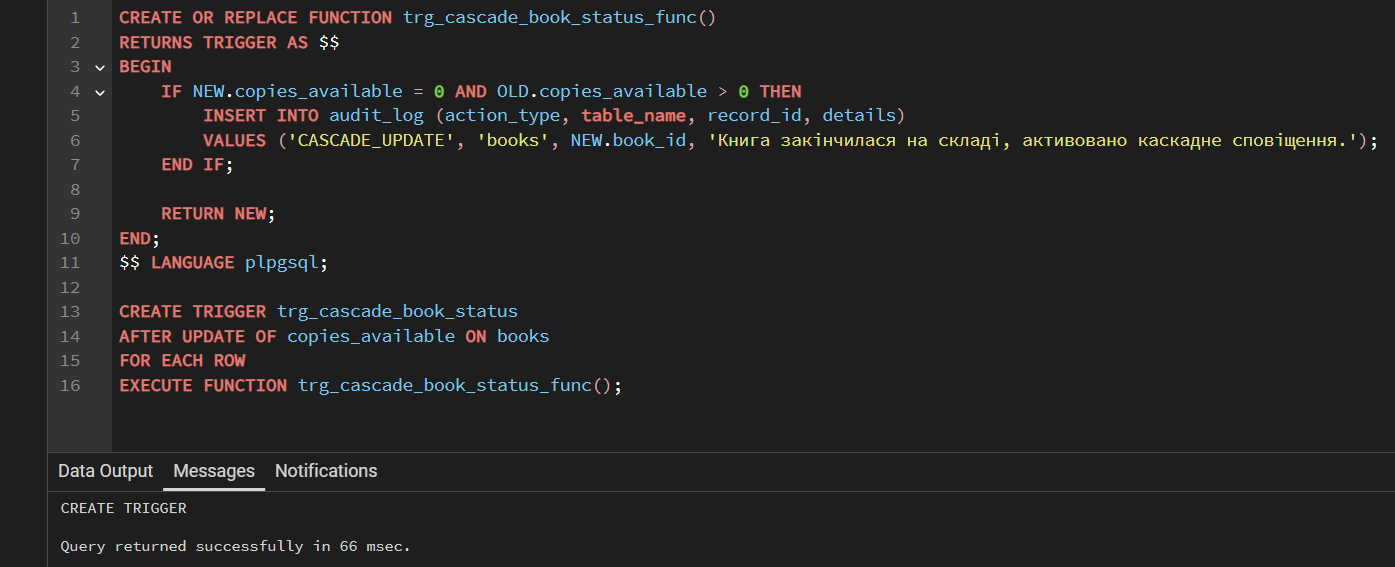 1 CREATE OR REPLACE FUNCTION trg_cascade_book_status_func()
2 RETURNS TRIGGER AS $$
3 BEGIN
4 IF NEW.copies_available = 0 AND OLD.copies_available > 0 THEN
5 INSERT INTO audit_log (action_type, table_name, record_id, details)
6 VALUES ('CASCADE_UPDATE', 'books', NEW.book_id, 'Книга закінчилася на складі, активовано каскадне сповіщення.');
7 END IF;
8
9 RETURN NEW;
10 END;
11 $$ LANGUAGE plpgsql;
12
13 CREATE TRIGGER trg_cascade_book_status
14 AFTER UPDATE OF copies_available ON books
15 FOR EACH ROW
16 EXECUTE FUNCTION trg_cascade_book_status_func();
Data Output Messages Notifications
CREATE TRIGGER
Query returned successfully in 66 msec.